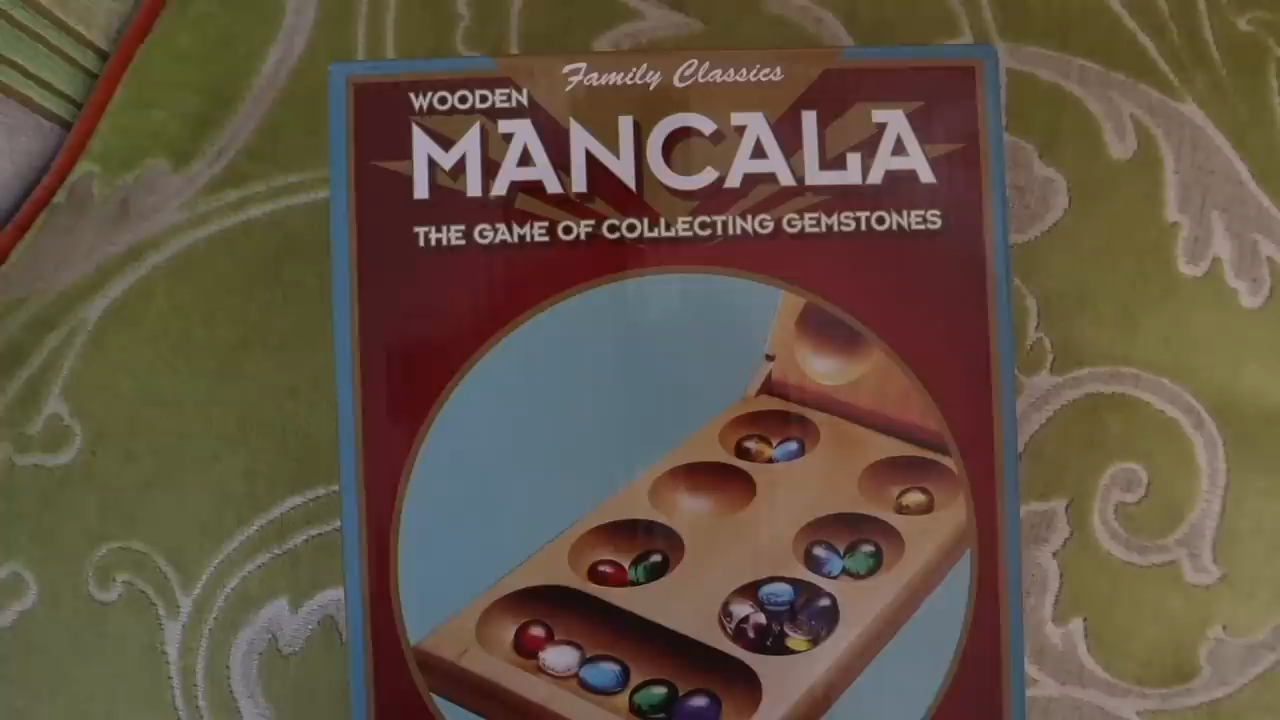 Family Classics
WOODEN
MANCALA
THE GAME OF COLLECTING GEMSTONES